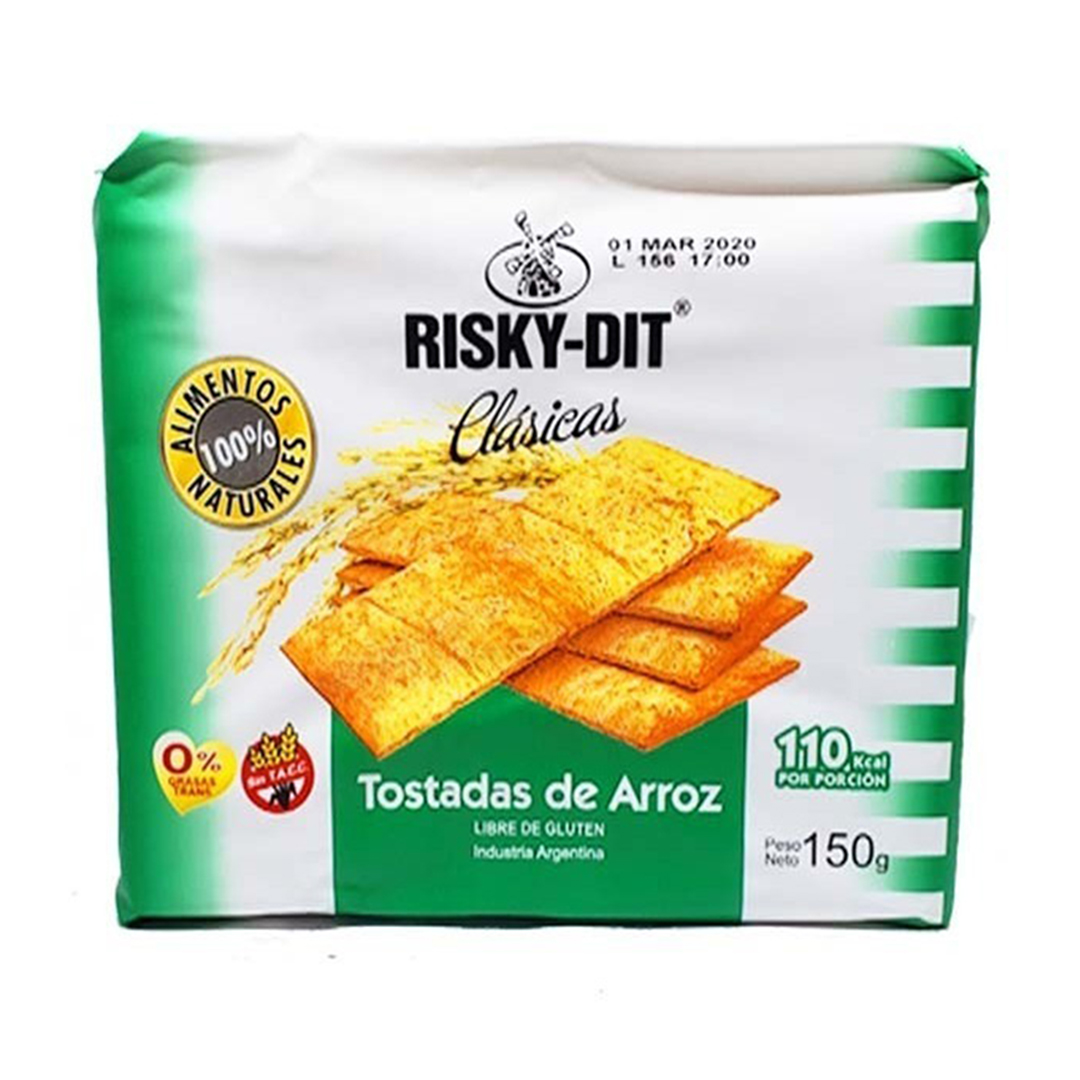 01 MAR 2020
L 156 17:00
RISKY-DIT®
Clásicas
ALIMENTOS
100%
NATURALES
0%
GRASAS
TRANS.
Sin T.A.C.C.
Tostadas de Arroz
LIBRE DE GLUTEN
Industria Argentina
110 Kcal
POR PORCIÓN
Peso
Neto 150g